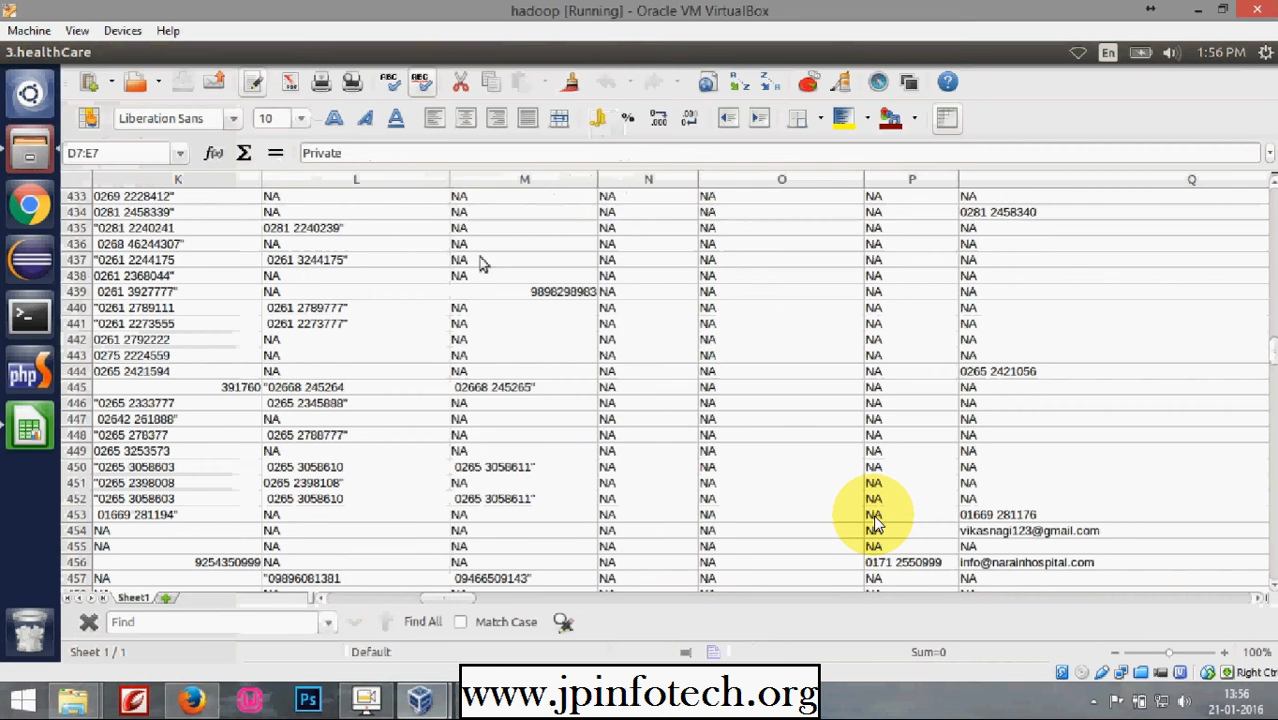 hadoop [Running] - Oracle VM VirtualBox
Machine View Devices Help
3.healthCare En 1:56 PM
Liberation Sans 10
D7:E7 Private
K L M N O P Q
433 0269 2228412" NA NA NA NA NA NA
434 0281 2458339" NA NA NA NA NA 0281 2458340
435 "0281 2240241 0281 2240239" NA NA NA NA NA
436 0268 46244307" NA NA NA NA NA NA
437 "0261 2244175 0261 3244175" NA NA NA NA NA
438 0261 2368044" NA NA NA NA NA NA
439 0261 3927777" NA 9898298983 NA NA NA NA
440 "0261 2789111 0261 2789777" NA NA NA NA NA
441 "0261 2273555 0261 2273777" NA NA NA NA NA
442 0261 2792222 NA NA NA NA NA NA
443 0275 2224559 NA NA NA NA NA NA
444 0265 2421594 NA NA NA NA NA 0265 2421056
445 391760 "02668 245264 02668 245265" NA NA NA NA
446 "0265 2333777 0265 2345888" NA NA NA NA NA
447 02642 261888" NA NA NA NA NA NA
448 "0265 278377 0265 2788777" NA NA NA NA NA
449 0265 3253573 NA NA NA NA NA NA
450 "0265 3058603 0265 3058610 0265 3058611" NA NA NA NA
451 "0265 2398008 0265 2398108" NA NA NA NA NA
452 "0265 3058603 0265 3058610 0265 3058611" NA NA NA NA
453 01669 281194" NA NA NA NA NA 01669 281176
454 NA NA NA NA NA NA vikasnagi123@gmail.com
455 NA NA NA NA NA NA NA
456 9254350999 NA NA NA NA 0171 2550999 info@narainhospital.com
457 NA "09896081381 09466509143" NA NA NA NA
Sheet1
Find Find All Match Case
Sheet 1 / 1 Default Sum=0 100%
Right Ctrl
www.jpinfotech.org
13:56
21-01-2016